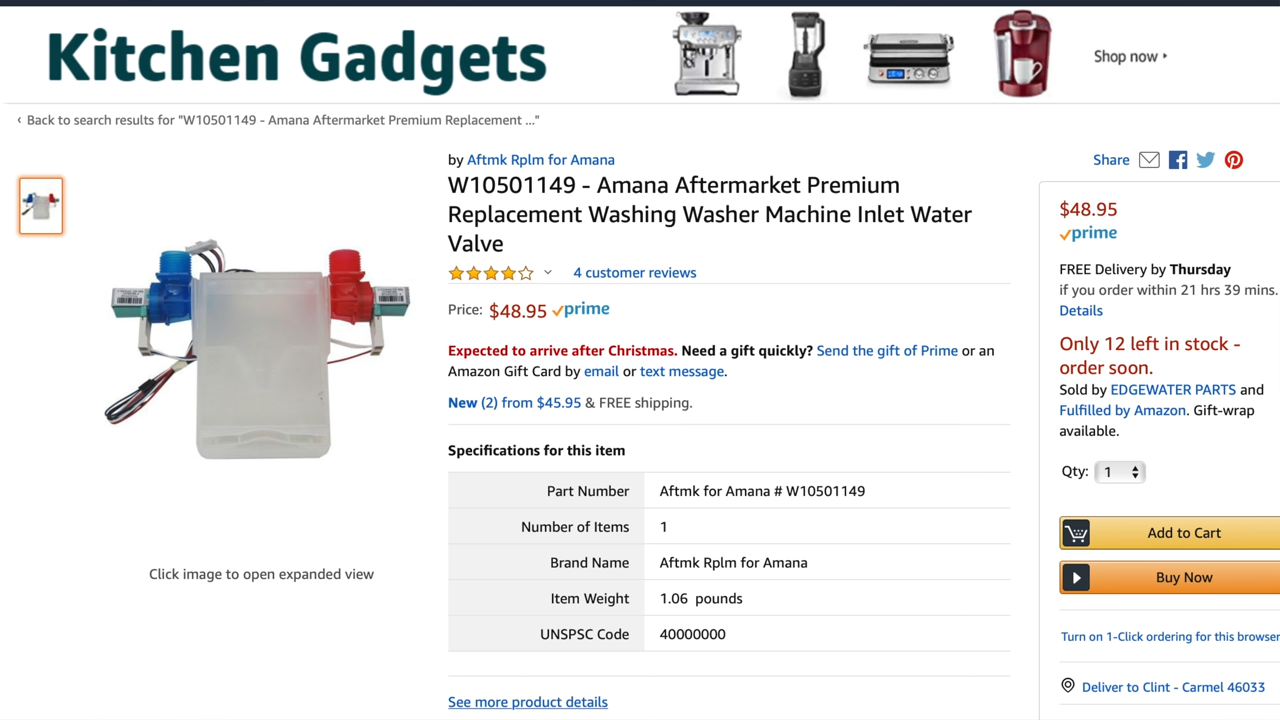 Kitchen Gadgets
Shop now ▸
‹ Back to search results for "W10501149 - Amana Aftermarket Premium Replacement ..."
by Aftmk Rplm for Amana
W10501149 - Amana Aftermarket Premium
Replacement Washing Washer Machine Inlet Water
Valve
4 customer reviews
Price: $48.95 prime
Expected to arrive after Christmas. Need a gift quickly? Send the gift of Prime or an
Amazon Gift Card by email or text message.
New (2) from $45.95 & FREE shipping.
Specifications for this item
Part Number Aftmk for Amana # W10501149
Number of Items 1
Brand Name Aftmk Rplm for Amana
Item Weight 1.06 pounds
UNSPSC Code 40000000
See more product details
Click image to open expanded view
Share
$48.95
prime
FREE Delivery by Thursday
if you order within 21 hrs 39 mins.
Details
Only 12 left in stock -
order soon.
Sold by EDGEWATER PARTS and
Fulfilled by Amazon. Gift-wrap
available.
Qty: 1
Add to Cart
Buy Now
Turn on 1-Click ordering for this browser
Deliver to Clint - Carmel 46033